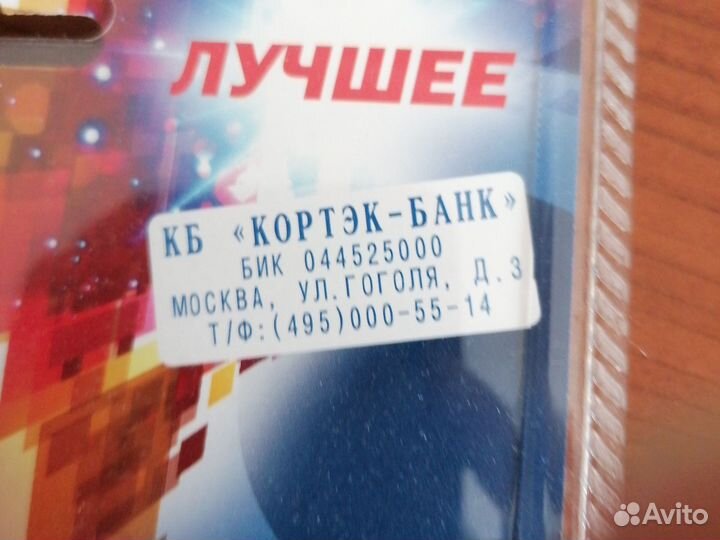 ЛУЧШЕЕ
КБ «КОРТЭК-БАНК»
БИК 044525000
МОСКВА, УЛ.ГОГОЛЯ, Д.3
Т/Ф:(495)000-55-14
Avito